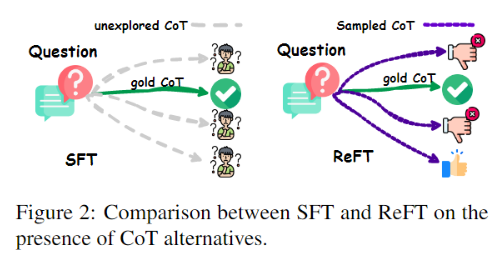 unexplored CoT
Sampled CoT
Question
gold CoT
SFT
Question
gold CoT
ReFT
Figure 2: Comparison between SFT and ReFT on the
presence of CoT alternatives.